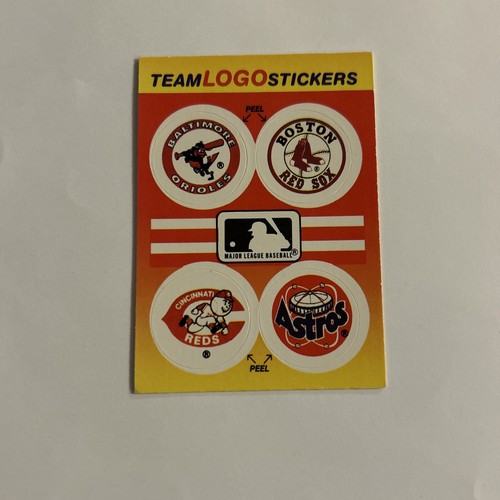 TEAMLOGOSTICKERS
PEEL
BALTIMORE
ORIOLES
®
BOSTON
RED SOX
®
MAJOR LEAGUE BASEBALL®
CINCINNATI
REDS
®
Astros
®
PEEL